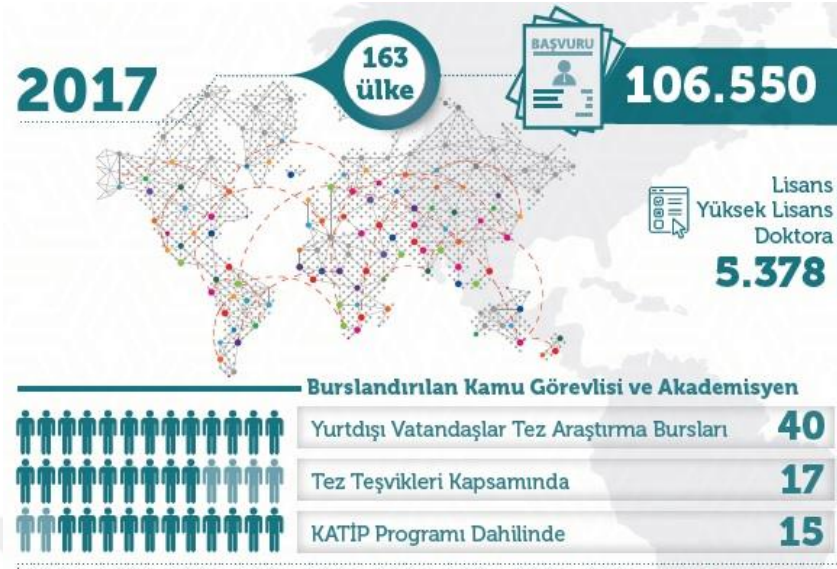 2017
163
ülke
BAŞVURU
106.550
Lisans
Yüksek Lisans
Doktora
5.378
Burslandırılan Kamu Görevlisi ve Akademisyen
Yurtdışı Vatandaşlar Tez Araştırma Bursları 40
Tez Teşvikleri Kapsamında 17
KATİP Programı Dahilinde 15